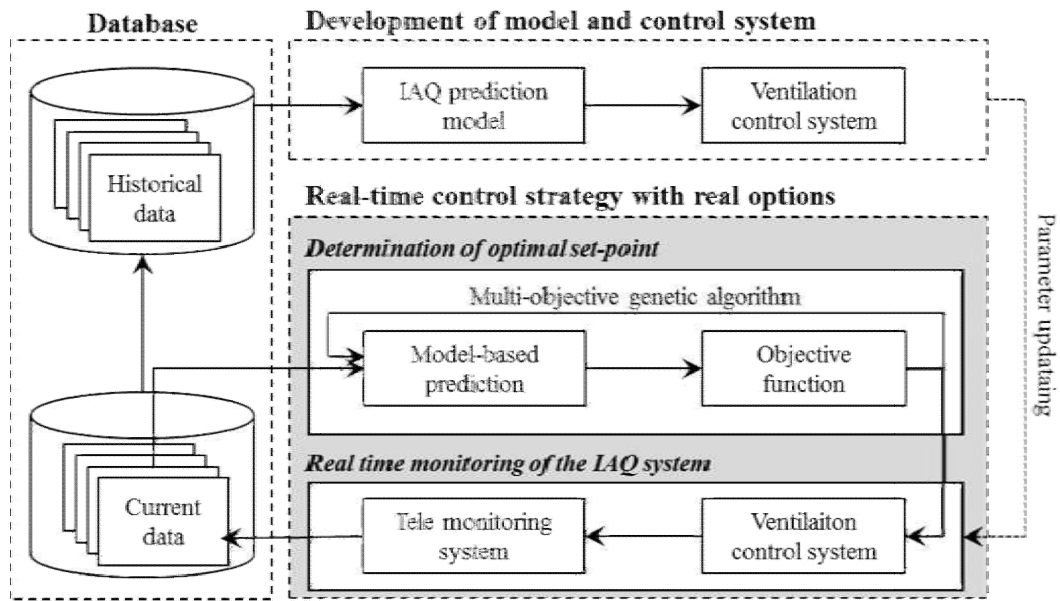 Database
Development of model and control system
IAQ prediction
model
Ventilation
control system
Historical
data
Real-time control strategy with real options
Determination of optimal set-point
Multi-objective genetic algorithm
Model-based
prediction
Objective
function
Real time monitoring of the IAQ system
Current
data
Tele monitoring
system
Ventilaiton
control system
Parameter updataing